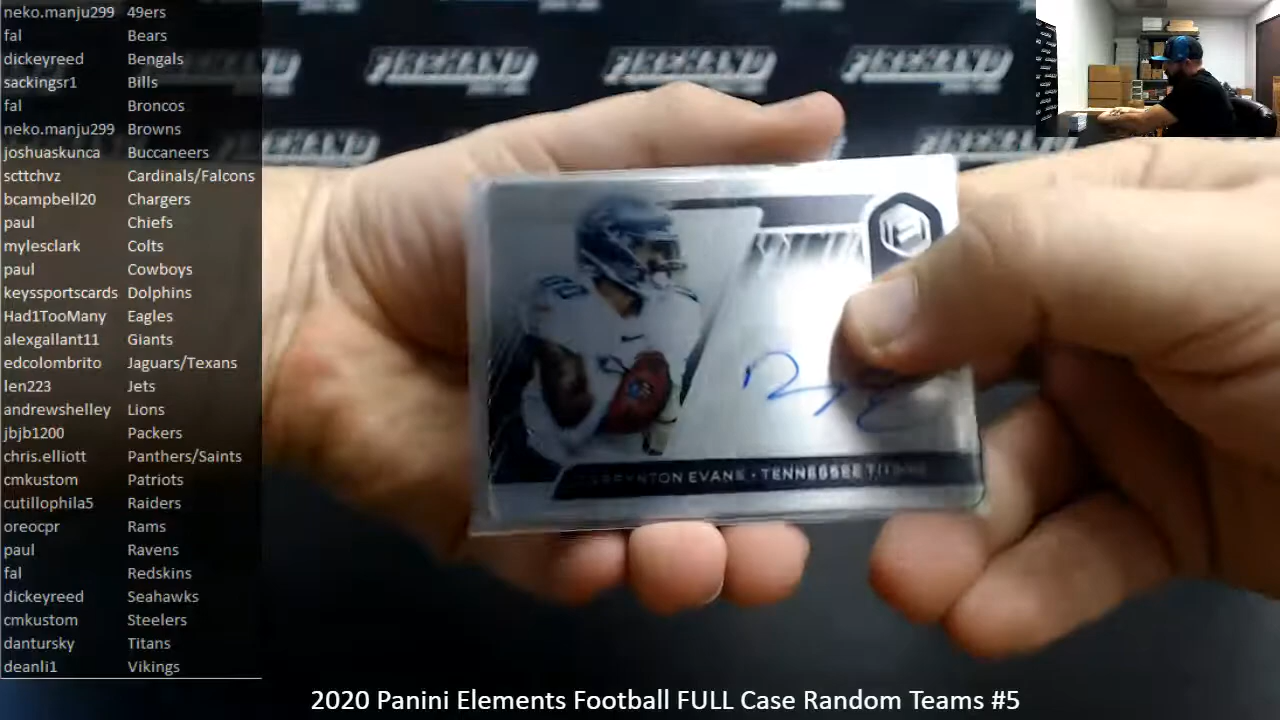 neko.manju299 49ers
fal Bears
dickeyreed Bengals
sackingsr1 Bills
fal Broncos
neko.manju299 Browns
joshuaskunca Buccaneers
scttchvz Cardinals/Falcons
bcampbell20 Chargers
paul Chiefs
mylesclark Colts
paul Cowboys
keyssportscards Dolphins
Had1TooMany Eagles
alexgallant11 Giants
edcolombrito Jaguars/Texans
len223 Jets
andrewshelley Lions
jbjb1200 Packers
chris.elliott Panthers/Saints
cmkustom Patriots
cutillophila5 Raiders
oreocpr Rams
paul Ravens
fal Redskins
dickeyreed Seahawks
cmkustom Steelers
dantursky Titans
deanli1 Vikings
FIREHAND FIREHAND FIREHAND
EVANS • TENNESSEE TITANS
2020 Panini Elements Football FULL Case Random Teams #5